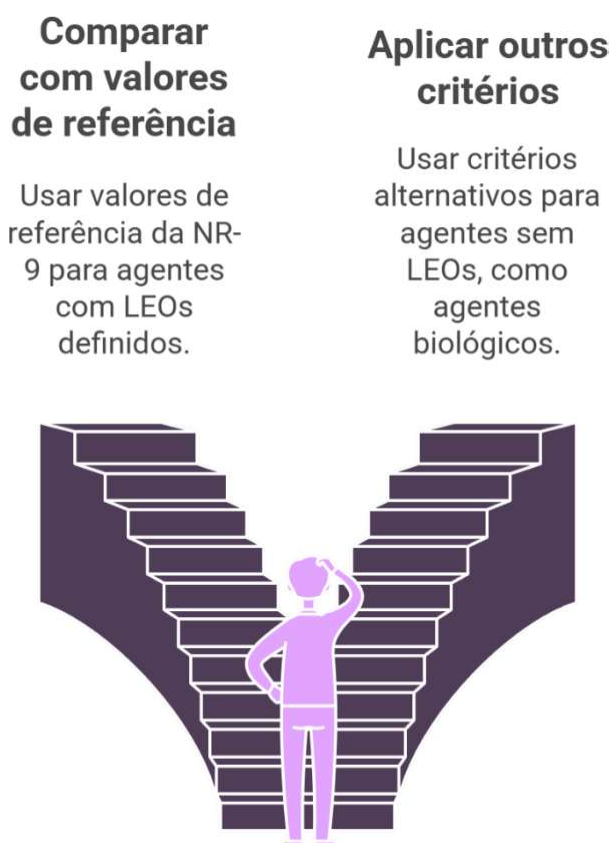 Comparar
com valores
de referência
Usar valores de
referência da NR-
9 para agentes
com LEOs
definidos.
Aplicar outros
critérios
Usar critérios
alternativos para
agentes sem
LEOs, como
agentes
biológicos.